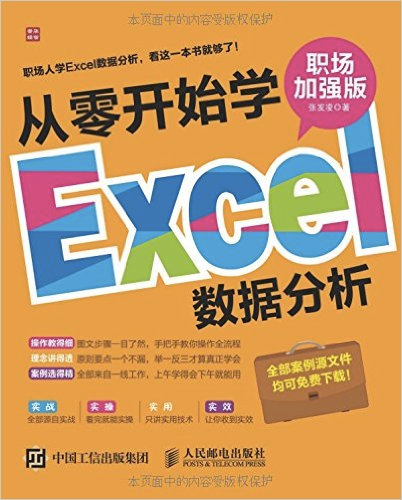 本页面中的内容受版权保护
职场人学Excel数据分析，看这一本书就够了！
从零开始学
职场
加强版
张发凌◎著
Excel
数据分析
操作教得细 图文步骤一目了然，手把手教你操作全流程
理念讲得透 原则要点一个不漏，举一反三才算真正学会
案例选得精 全部来自一线工作，上午学得会下午就能用
全部案例源文件
均可免费下载！
实战 实操 实用 实效
全部源自实战 看完就能实操 只讲实用技术 让你收到实效
中国工信出版集团 人民邮电出版社
POSTS & TELECOM PRESS
本页面中的内容受版权保护